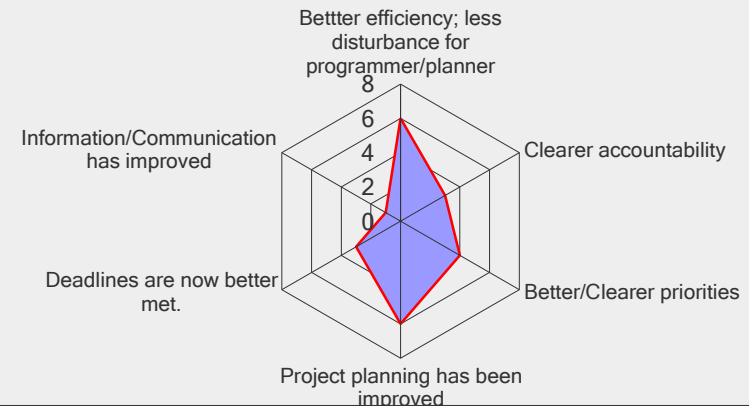 Bettter efficiency; less
disturbance for
programmer/planner
8
6
4
2
0
Information/Communication
has improved
Clearer accountability
Deadlines are now better
met.
Better/Clearer priorities
Project planning has been
improved